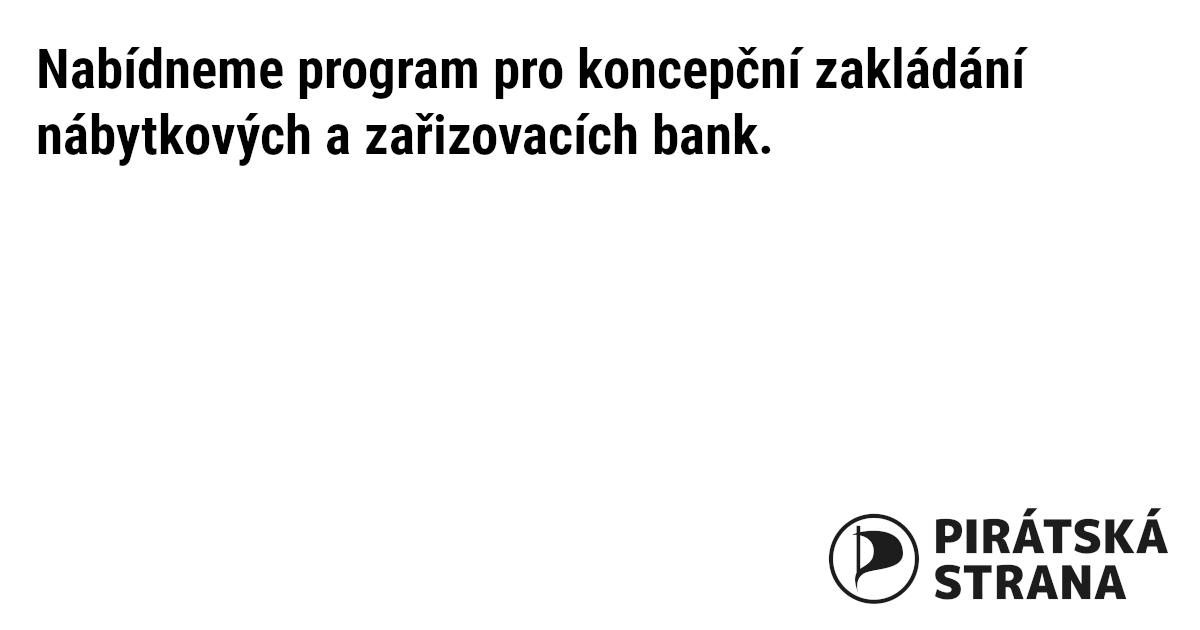 Nabídneme program pro koncepční zakládání
nábytkových a zařizovacích bank.
PIRÁTSKÁ
STRANA